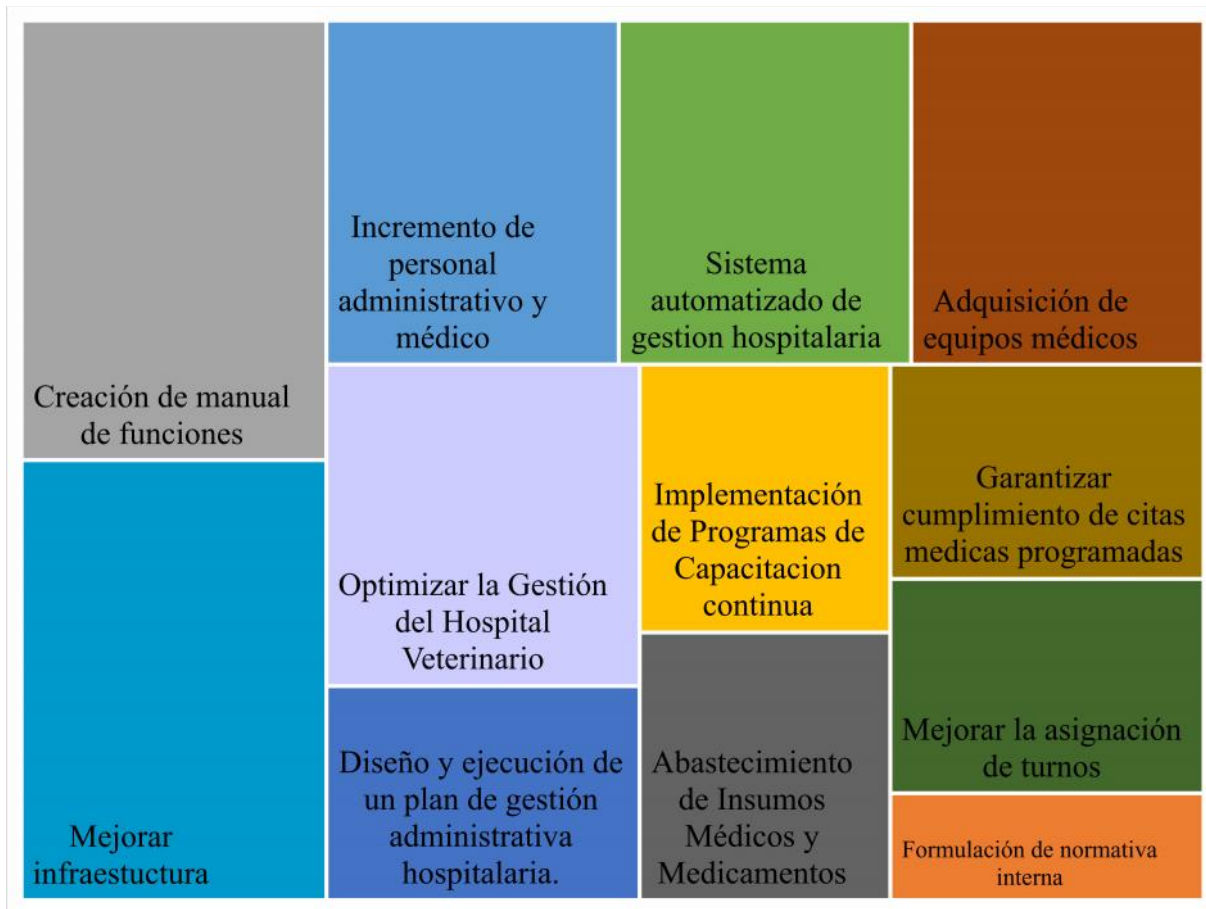 Creación de manual
de funciones
Mejorar
infraestuctura
Incremento de
personal
administrativo y
médico
Sistema
automatizado de
gestion hospitalaria
Adquisición de
equipos médicos
Optimizar la Gestión
del Hospital
Veterinario
Diseño y ejecución de
un plan de gestión
administrativa
hospitalaria.
Implementación
de Programas de
Capacitacion
continua
Abastecimiento
de Insumos
Médicos y
Medicamentos
Garantizar
cumplimiento de citas
medicas programadas
Mejorar la asignación
de turnos
Formulación de normativa
interna